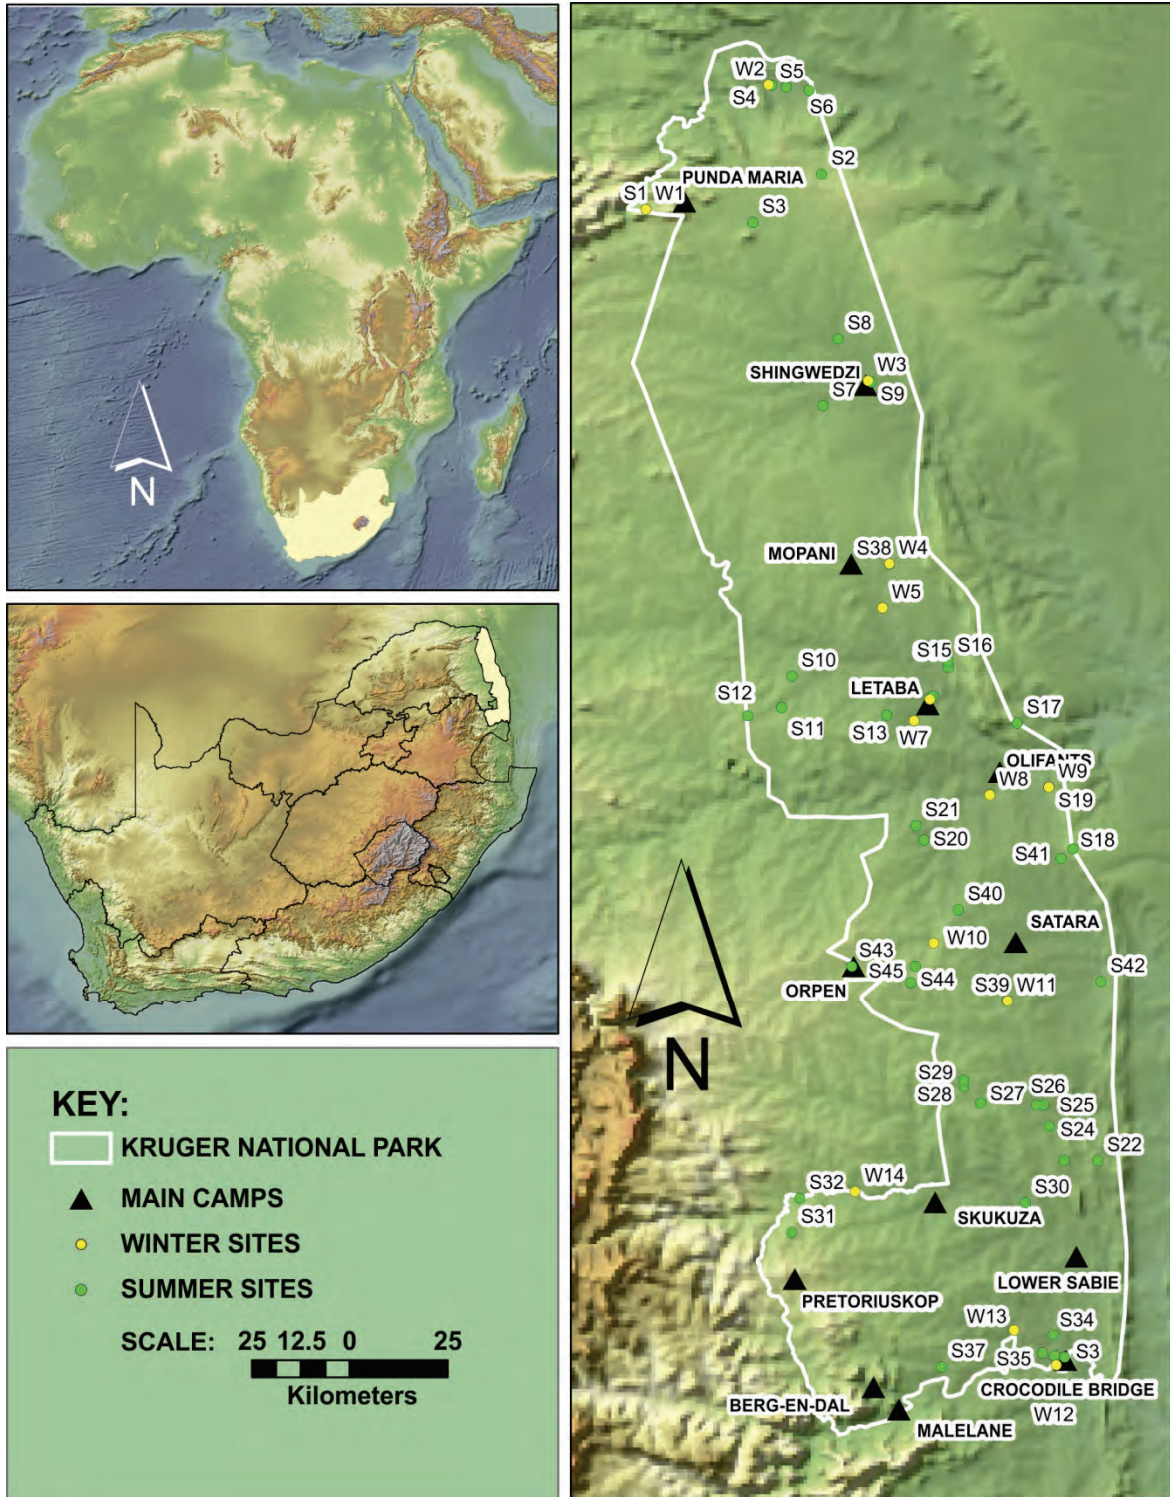 N
KEY:
KRUGER NATIONAL PARK
MAIN CAMPS
WINTER SITES
SUMMER SITES
SCALE: 25 12.5 0 25
Kilometers
W2 S5
S4 S6
S2
PUNDA MARIA
S1 W1
S3
S8
SHINGWEDZI W3
S7 S9
MOPANI S38 W4
W5
S15 S16
S10
LETABA
S12
S11 S13 W7
S17
OLIFANTS
W8 W9
S19
S21
S20
S18
S41
S40
SATARA
W10
S43
S45 S44
S42
ORPEN
S39 W11
N
S29
S28 S27 S26
S25
S24
S22
S32 W14
S30
S31
SKUKUZA
LOWER SABIE
PRETORIUSKOP
W13
S34
S37 S35 S3
CROCODILE BRIDGE
BERG-EN-DAL
W12
MALELANE